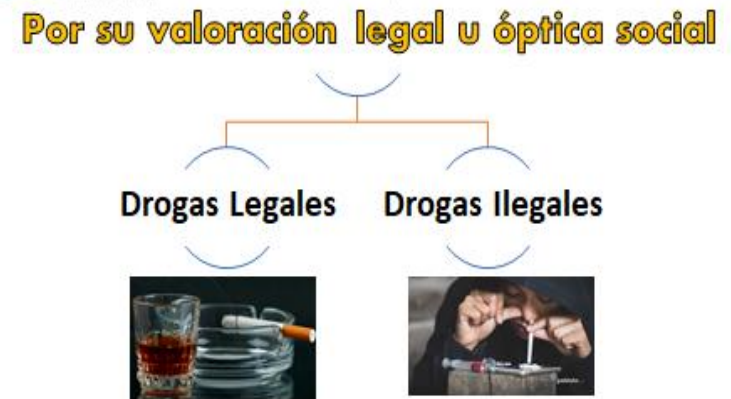 Por su valoración legal u óptica social
Drogas Legales
Drogas Ilegales